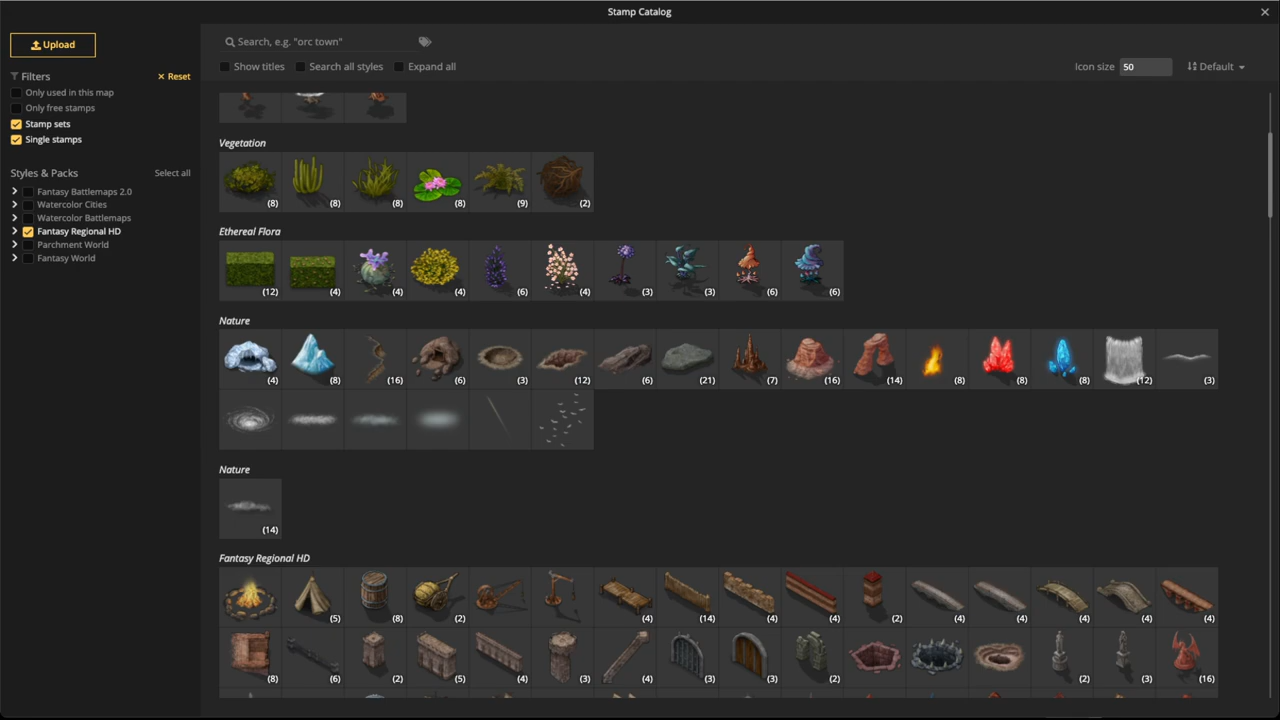 Stamp Catalog
Upload
Search, e.g. "orc town"
Show titles Search all styles Expand all
Icon size 50 Default
Filters
Reset
Only used in this map
Only free stamps
Stamp sets
Single stamps
Styles & Packs Select all
Fantasy Battlemaps 2.0
Watercolor Cities
Watercolor Battlemaps
Fantasy Regional HD
Parchment World
Fantasy World
Vegetation
(8) (8) (8) (8) (9) (2)
Ethereal Flora
(12) (4) (4) (4) (6) (4) (3) (3) (6) (6)
Nature
(4) (8) (16) (6) (3) (12) (6) (21) (7) (16) (14) (8) (8) (8) (12) (3)
Nature
(14)
Fantasy Regional HD
(5) (8) (2) (4) (14) (4) (4) (2) (4) (4) (4) (4) (4)
(8) (6) (2) (5) (4) (3) (4) (3) (3) (2) (2) (3) (16)